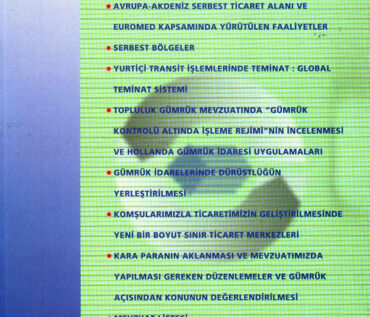 • AVRUPA-AKDENİZ SERBEST TİCARET ALANI VE
EUROMED KAPSAMINDA YÜRÜTÜLEN FAALİYETLER
• SERBEST BÖLGELER
• YURTİÇİ TRANSİT İŞLEMLERİNDE TEMİNAT : GLOBAL
TEMİNAT SİSTEMİ
• TOPLULUK GÜMRÜK MEVZUATINDA "GÜMRÜK
KONTROLÜ ALTINDA İŞLEME REJİMİ"NİN İNCELENMESİ
VE HOLLANDA GÜMRÜK İDARESİ UYGULAMALARI
• GÜMRÜK İDARELERİNDE DÜRÜSTLÜĞÜN
YERLEŞTİRİLMESİ
• KOMŞULARIMIZLA TİCARETİMİZİN GELİŞTİRİLMESİNDE
YENİ BİR BOYUT SINIR TİCARET MERKEZLERİ
• KARA PARANIN AKLANMASI VE MEVZUATIMIZDA
YAPILMASI GEREKEN DÜZENLEMELER VE GÜMRÜK
AÇISINDAN KONUNUN DEĞERLENDİRİLMESİ
• MEVZUAT LİSTESİ